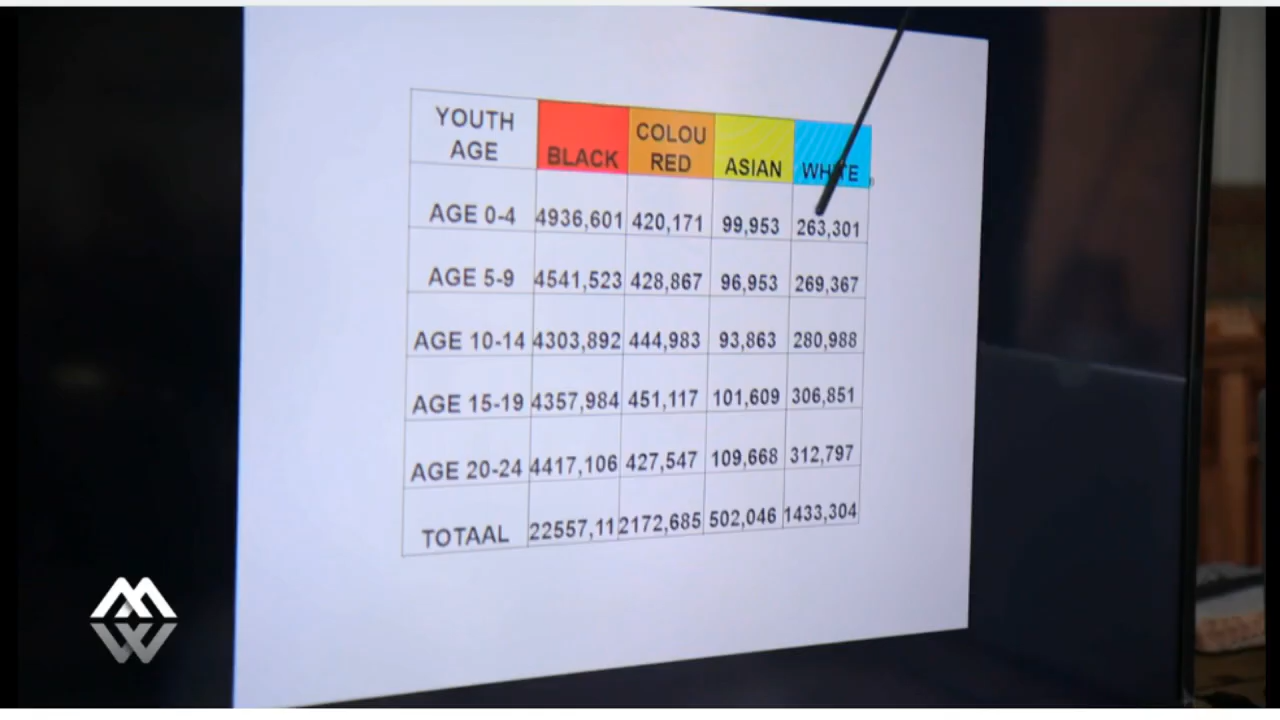 YOUTH AGE BLACK COLOU RED ASIAN WHITE
AGE 0-4 4936,601 420,171 99,953 263,301
AGE 5-9 4541,523 428,867 96,953 269,367
AGE 10-14 4303,892 444,983 93,863 280,988
AGE 15-19 4357,984 451,117 101,609 306,851
AGE 20-24 4417,106 427,547 109,668 312,797
TOTAAL 22557,11 2172,685 502,046 1433,304
MW